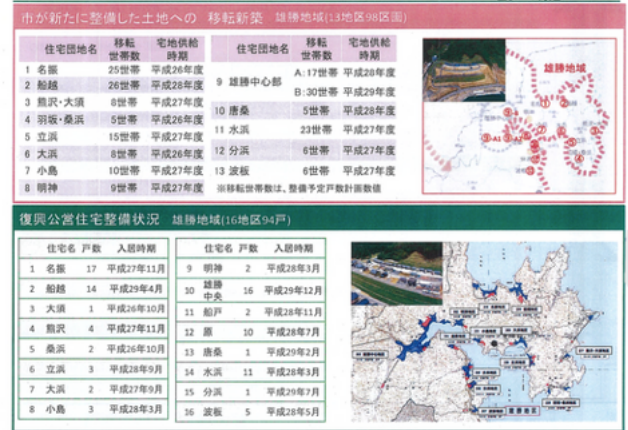 市が新たに整備した土地への 移転新築 雄勝地域(13地区98区画)
住宅団地名 移転世帯数 宅地供給時期
1 名振 25世帯 平成26年度
2 船越 26世帯 平成28年度
3 熊沢・大須 8世帯 平成27年度
4 羽坂・桑浜 5世帯 平成26年度
5 立浜 15世帯 平成27年度
6 大浜 8世帯 平成26年度
7 小島 10世帯 平成27年度
8 明神 9世帯 平成27年度
住宅団地名 移転世帯数 宅地供給時期
9 雄勝中心部 A:17世帯 平成28年度
B:30世帯 平成29年度
10 唐桑 5世帯 平成28年度
11 水浜 23世帯 平成27年度
12 分浜 6世帯 平成27年度
13 波板 6世帯 平成27年度
※移転世帯数は、整備予定戸数計画数値
雄勝地域
復興公営住宅整備状況 雄勝地域(16地区94戸)
住宅名 戸数 入居時期
1 名振 17 平成27年11月
2 船越 14 平成29年4月
3 大須 1 平成26年10月
4 熊沢 4 平成27年11月
5 桑浜 2 平成26年10月
6 立浜 3 平成28年9月
7 大浜 2 平成27年9月
8 小島 3 平成28年3月
住宅名 戸数 入居時期
9 明神 2 平成28年3月
10 雄勝中央 16 平成29年12月
11 船戸 2 平成28年11月
12 原 10 平成28年7月
13 唐桑 1 平成29年2月
14 水浜 11 平成28年3月
15 分浜 1 平成29年7月
16 波板 5 平成28年5月